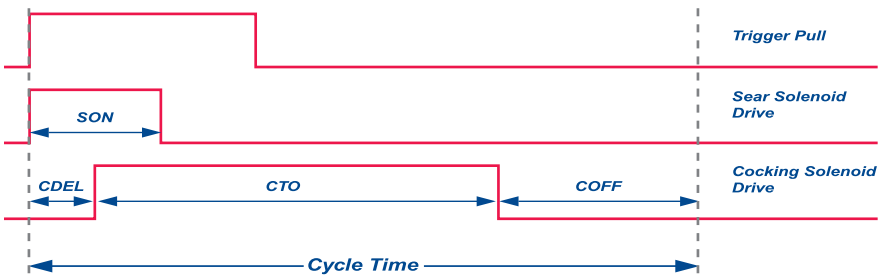 Trigger Pull
Sear Solenoid
Drive
SON
Cocking Solenoid
Drive
CDEL
CTO
COFF
Cycle Time